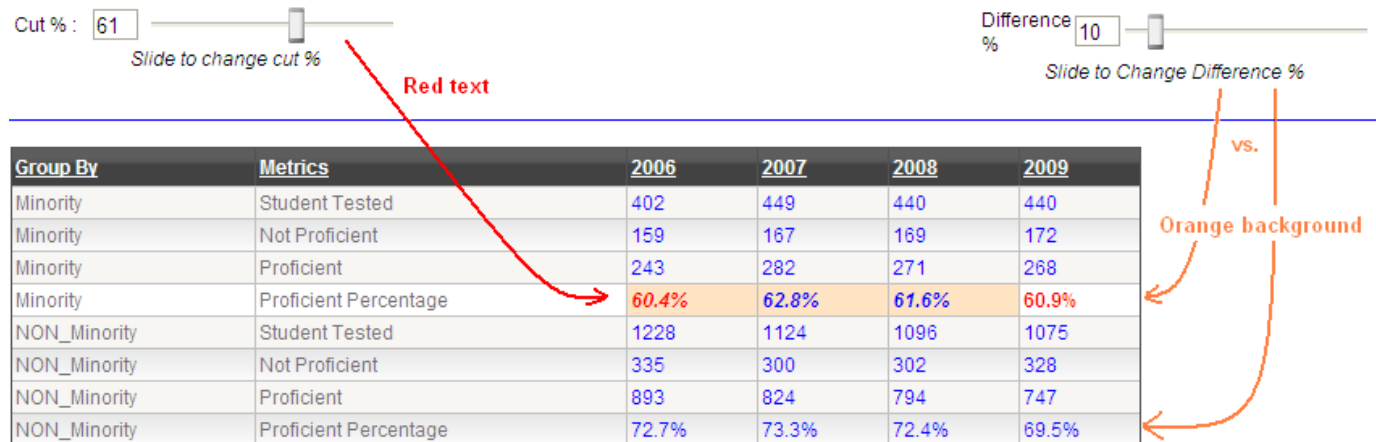 Cut % : 61
Slide to change cut %
Difference % 10
Slide to Change Difference %
Red text
vs.
Orange background
Group By Metrics 2006 2007 2008 2009
Minority Student Tested 402 449 440 440
Minority Not Proficient 159 167 169 172
Minority Proficient 243 282 271 268
Minority Proficient Percentage 60.4% 62.8% 61.6% 60.9%
NON_Minority Student Tested 1228 1124 1096 1075
NON_Minority Not Proficient 335 300 302 328
NON_Minority Proficient 893 824 794 747
NON_Minority Proficient Percentage 72.7% 73.3% 72.4% 69.5%